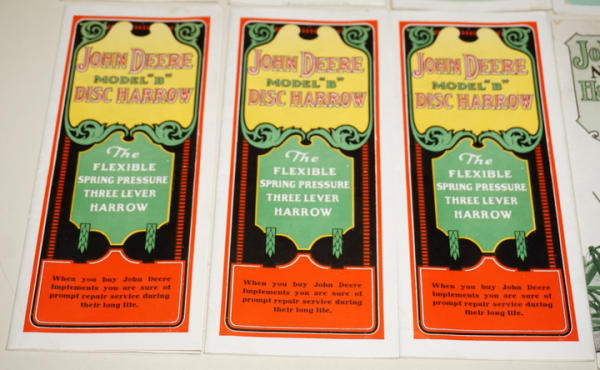 JOHN DEERE
MODEL "B"
DISC HARROW
The
FLEXIBLE
SPRING PRESSURE
THREE LEVER
HARROW
When you buy John Deere
Implements you are sure of
prompt repair service during
their long life.
JOHN DEERE
MODEL "B"
DISC HARROW
The
FLEXIBLE
SPRING PRESSURE
THREE LEVER
HARROW
When you buy John Deere
Implements you are sure of
prompt repair service during
their long life.
JOHN DEERE
MODEL "B"
DISC HARROW
The
FLEXIBLE
SPRING PRESSURE
THREE LEVER
HARROW
When you buy John Deere
Implements you are sure of
prompt repair service during
their long life.